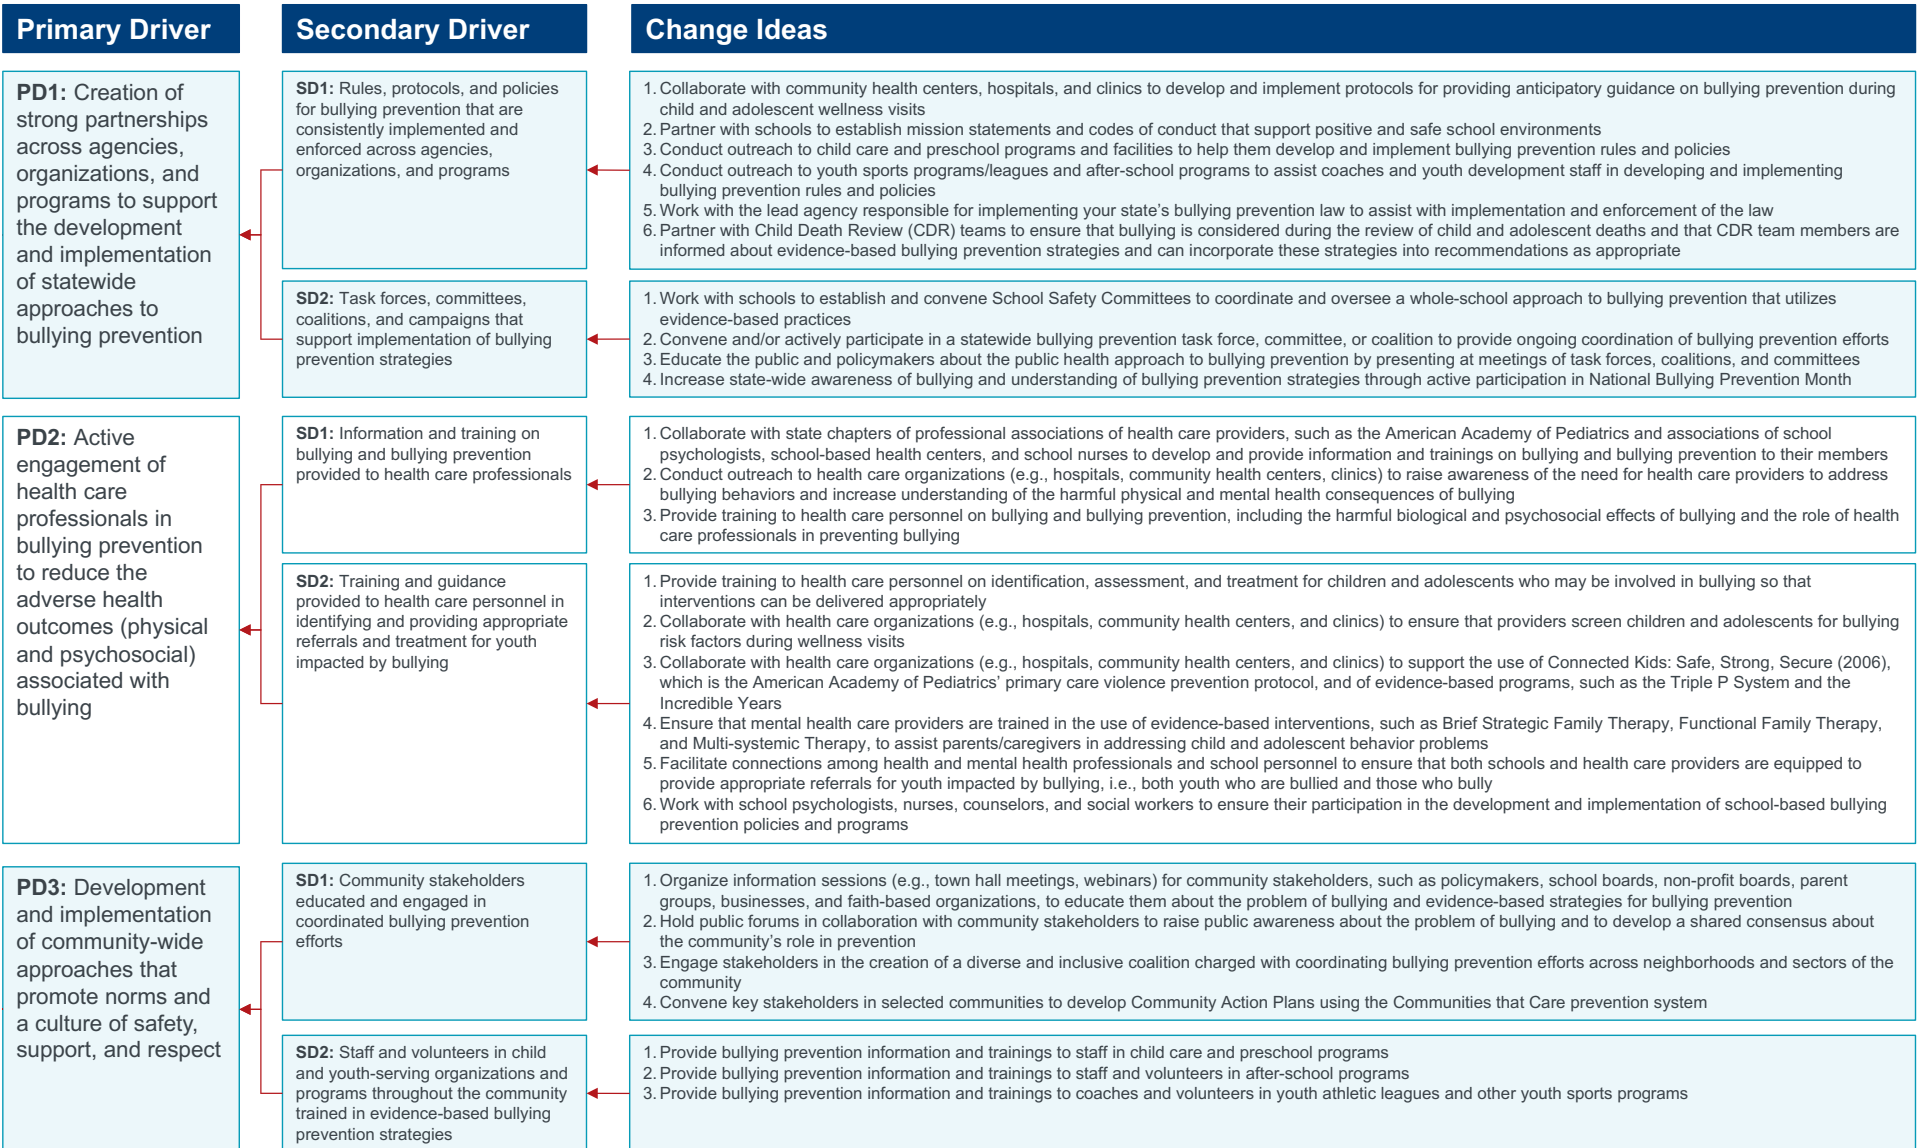 Primary Driver
Secondary Driver
Change Ideas
PD1: Creation of
strong partnerships
across agencies,
organizations, and
programs to support
the development
and implementation
of statewide
approaches to
bullying prevention
SD1: Rules, protocols, and policies
for bullying prevention that are
consistently implemented and
enforced across agencies,
organizations, and programs
1. Collaborate with community health centers, hospitals, and clinics to develop and implement protocols for providing anticipatory guidance on bullying prevention during
child and adolescent wellness visits
2. Partner with schools to establish mission statements and codes of conduct that support positive and safe school environments
3. Conduct outreach to child care and preschool programs and facilities to help them develop and implement bullying prevention rules and policies
4. Conduct outreach to youth sports programs/leagues and after-school programs to assist coaches and youth development staff in developing and implementing
bullying prevention rules and policies
5. Work with the lead agency responsible for implementing your state's bullying prevention law to assist with implementation and enforcement of the law
6. Partner with Child Death Review (CDR) teams to ensure that bullying is considered during the review of child and adolescent deaths and that CDR team members are
informed about evidence-based bullying prevention strategies and can incorporate these strategies into recommendations as appropriate
SD2: Task forces, committees,
coalitions, and campaigns that
support implementation of bullying
prevention strategies
1. Work with schools to establish and convene School Safety Committees to coordinate and oversee a whole-school approach to bullying prevention that utilizes
evidence-based practices
2. Convene and/or actively participate in a statewide bullying prevention task force, committee, or coalition to provide ongoing coordination of bullying prevention efforts
3. Educate the public and policymakers about the public health approach to bullying prevention by presenting at meetings of task forces, coalitions, and committees
4. Increase state-wide awareness of bullying and understanding of bullying prevention strategies through active participation in National Bullying Prevention Month
PD2: Active
engagement of
health care
professionals in
bullying prevention
to reduce the
adverse health
outcomes (physical
and psychosocial)
associated with
bullying
SD1: Information and training on
bullying and bullying prevention
provided to health care professionals
1. Collaborate with state chapters of professional associations of health care providers, such as the American Academy of Pediatrics and associations of school
psychologists, school-based health centers, and school nurses to develop and provide information and trainings on bullying and bullying prevention to their members
2. Conduct outreach to health care organizations (e.g., hospitals, community health centers, clinics) to raise awareness of the need for health care providers to address
bullying behaviors and increase understanding of the harmful physical and mental health consequences of bullying
3. Provide training to health care personnel on bullying and bullying prevention, including the harmful biological and psychosocial effects of bullying and the role of health
care professionals in preventing bullying
SD2: Training and guidance
provided to health care personnel in
identifying and providing appropriate
referrals and treatment for youth
impacted by bullying
1. Provide training to health care personnel on identification, assessment, and treatment for children and adolescents who may be involved in bullying so that
interventions can be delivered appropriately
2. Collaborate with health care organizations (e.g., hospitals, community health centers, and clinics) to ensure that providers screen children and adolescents for bullying
risk factors during wellness visits
3. Collaborate with health care organizations (e.g., hospitals, community health centers, and clinics) to support the use of Connected Kids: Safe, Strong, Secure (2006),
which is the American Academy of Pediatrics' primary care violence prevention protocol, and of evidence-based programs, such as the Triple P System and the
Incredible Years
4. Ensure that mental health care providers are trained in the use of evidence-based interventions, such as Brief Strategic Family Therapy, Functional Family Therapy,
and Multi-systemic Therapy, to assist parents/caregivers in addressing child and adolescent behavior problems
5. Facilitate connections among health and mental health professionals and school personnel to ensure that both schools and health care providers are equipped to
provide appropriate referrals for youth impacted by bullying, i.e., both youth who are bullied and those who bully
6. Work with school psychologists, nurses, counselors, and social workers to ensure their participation in the development and implementation of school-based bullying
prevention policies and programs
PD3: Development
and implementation
of community-wide
approaches that
promote norms and
a culture of safety,
support, and respect
SD1: Community stakeholders
educated and engaged in
coordinated bullying prevention
efforts
1. Organize information sessions (e.g., town hall meetings, webinars) for community stakeholders, such as policymakers, school boards, non-profit boards, parent
groups, businesses, and faith-based organizations, to educate them about the problem of bullying and evidence-based strategies for bullying prevention
2. Hold public forums in collaboration with community stakeholders to raise public awareness about the problem of bullying and to develop a shared consensus about
the community's role in prevention
3. Engage stakeholders in the creation of a diverse and inclusive coalition charged with coordinating bullying prevention efforts across neighborhoods and sectors of the
community
4. Convene key stakeholders in selected communities to develop Community Action Plans using the Communities that Care prevention system
SD2: Staff and volunteers in child
and youth-serving organizations and
programs throughout the community
trained in evidence-based bullying
prevention strategies
1. Provide bullying prevention information and trainings to staff in child care and preschool programs
2. Provide bullying prevention information and trainings to staff and volunteers in after-school programs
3. Provide bullying prevention information and trainings to coaches and volunteers in youth athletic leagues and other youth sports programs